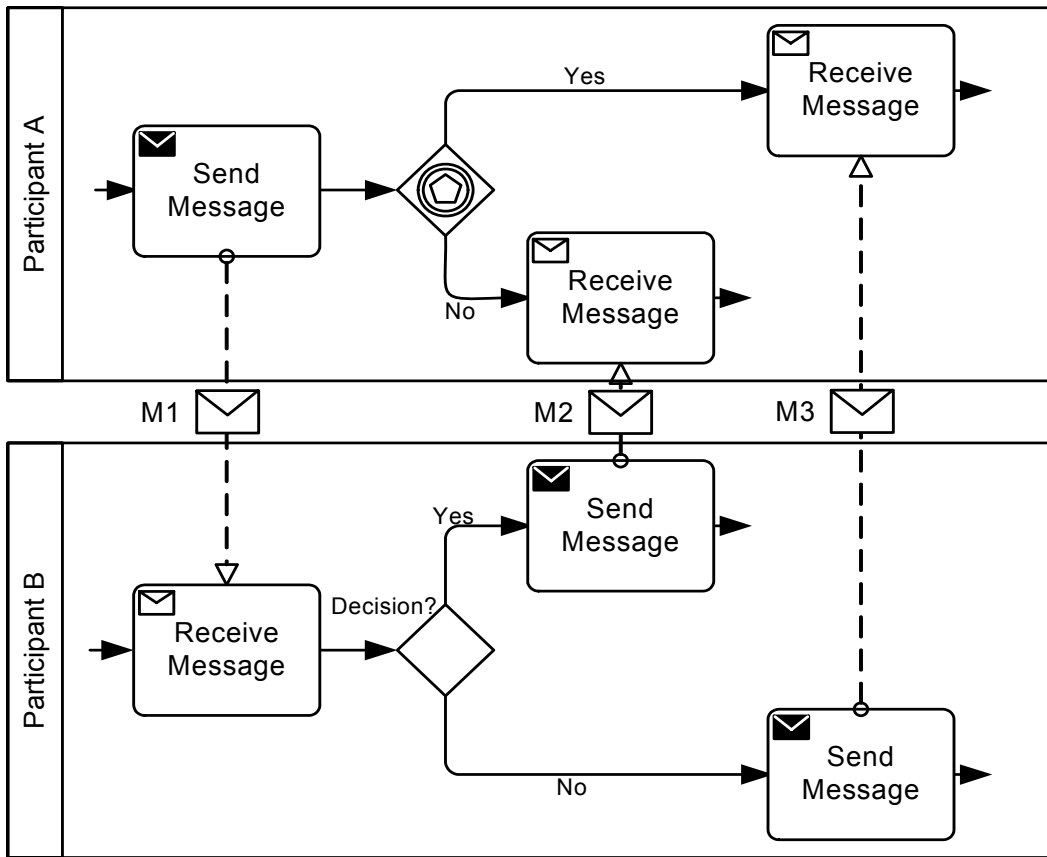 Participant A
Send
Message
Yes
Receive
Message
No
Receive
Message
M1
M2
M3
Participant B
Receive
Message
Decision?
Yes
Send
Message
No
Send
Message